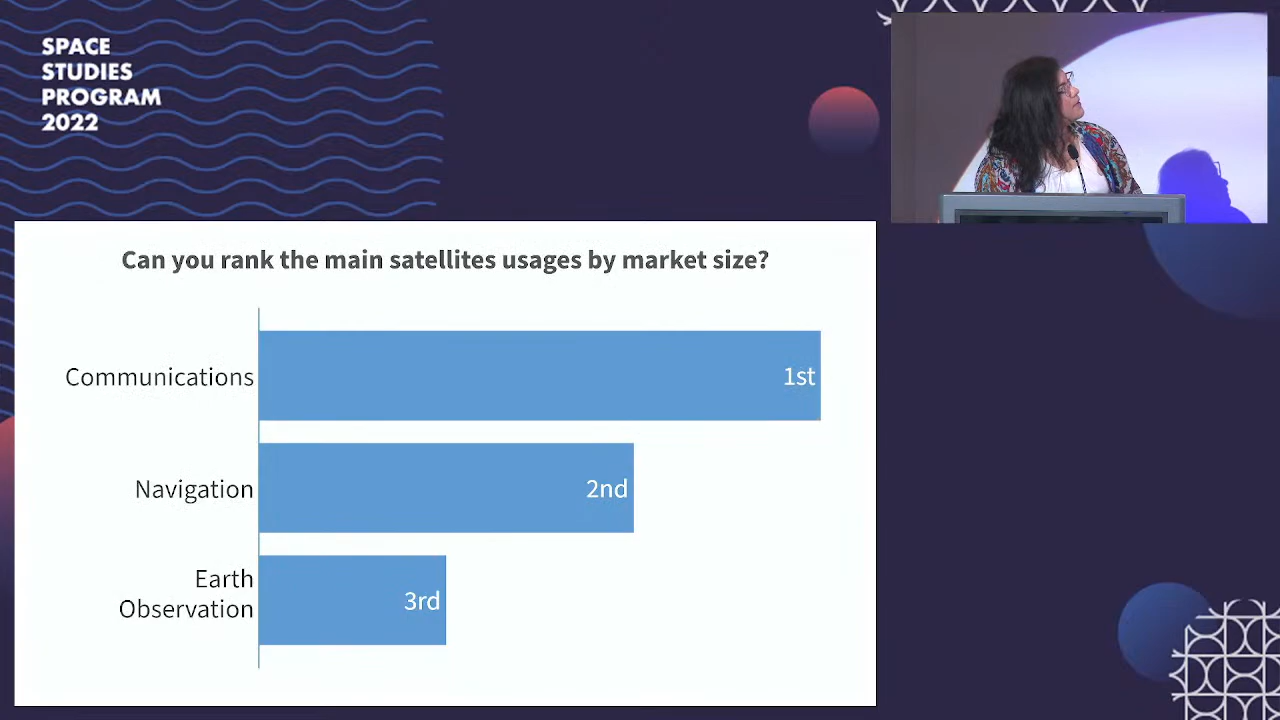 SPACE
STUDIES
PROGRAM
2022
Can you rank the main satellites usages by market size?
Communications
1st
Navigation
2nd
Earth
Observation
3rd